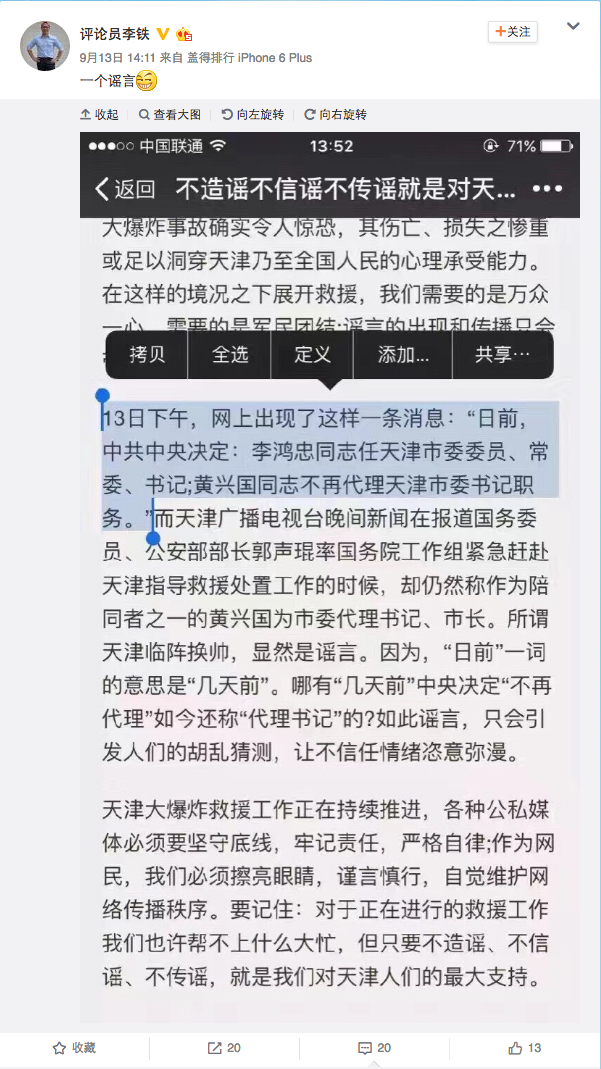 评论员李铁
+关注
9月13日 14:11 来自 盖得排行 iPhone 6 Plus
一个谣言
收起 查看大图 向左旋转 向右旋转
中国联通 13:52 71%
返回 不造谣不信谣不传谣就是对天...
大爆炸事故确实令人惊恐，其伤亡、损失之惨重
或足以洞穿天津乃至全国人民的心理承受能力。
在这样的境况之下展开救援，我们需要的是万众
一心，需要的是军民团结;谣言的出现和传播只会
拷贝 全选 定义 添加... 共享…
13日下午，网上出现了这样一条消息：“日前，
中共中央决定：李鸿忠同志任天津市委委员、常
委、书记;黄兴国同志不再代理天津市委书记职
务。”而天津广播电视台晚间新闻在报道国务委
员、公安部部长郭声琨率国务院工作组紧急赶赴
天津指导救援处置工作的时候，却仍然称作为陪
同者之一的黄兴国为市委代理书记、市长。所谓
天津临阵换帅，显然是谣言。因为，“日前”一词
的意思是“几天前”。哪有“几天前”中央决定“不再
代理”如今还称“代理书记”的?如此谣言，只会引
发人们的胡乱猜测，让不信任情绪恣意弥漫。
天津大爆炸救援工作正在持续推进，各种公私媒
体必须要坚守底线，牢记责任，严格自律;作为网
民，我们必须擦亮眼睛，谨言慎行，自觉维护网
络传播秩序。要记住：对于正在进行的救援工作
我们也许帮不上什么大忙，但只要不造谣、不信
谣、不传谣，就是我们对天津人们的最大支持。
收藏 20 20 13